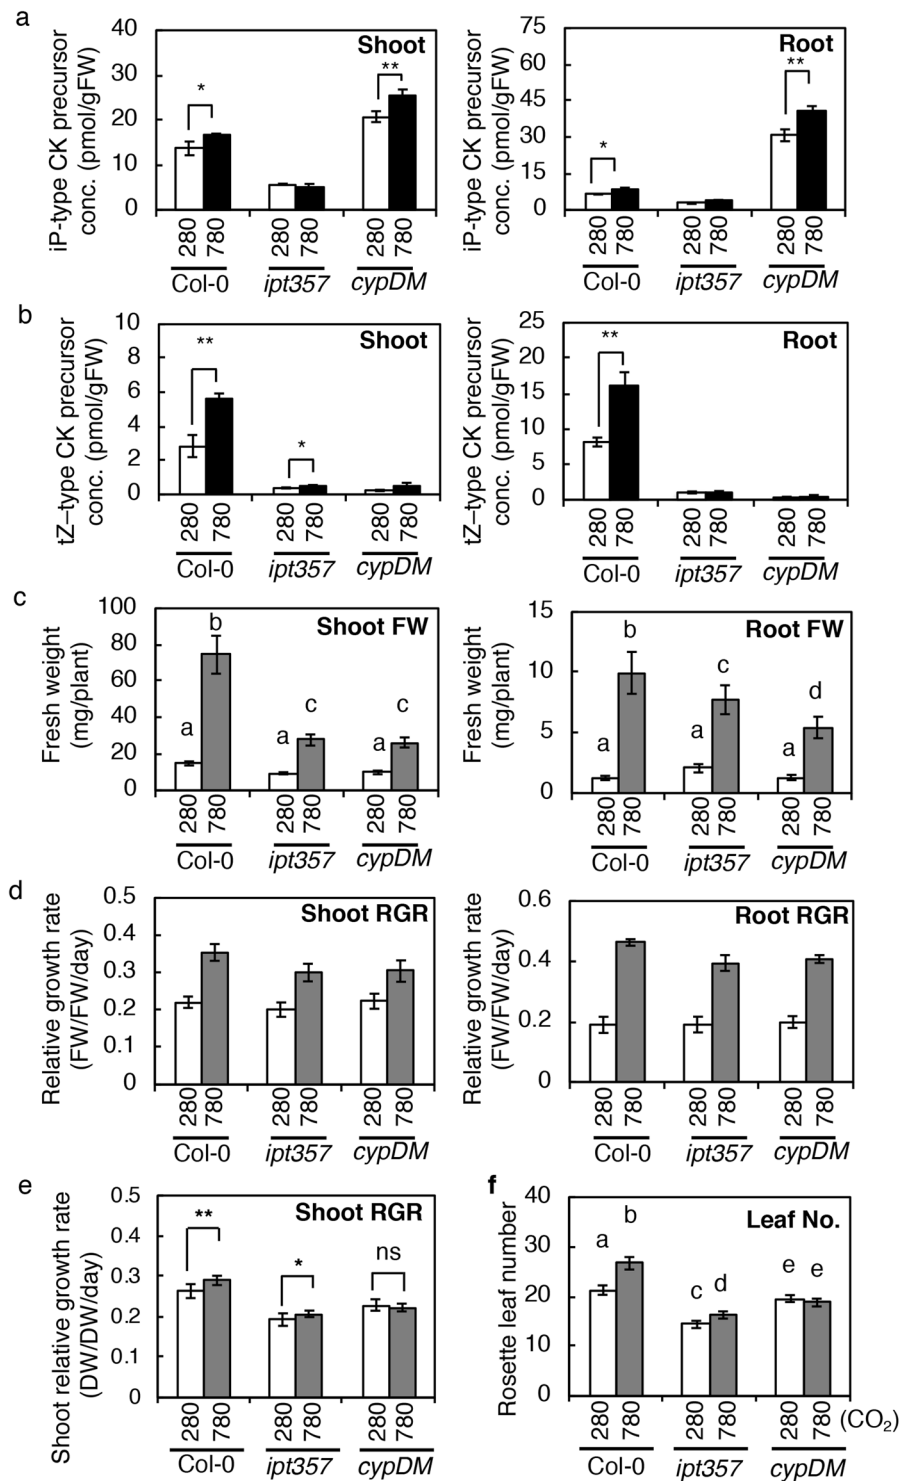 a
iP-type CK precursor
conc. (pmol/gFW)
40
30
20
10
0
Shoot
*
**
280
780
280
780
280
780
Col-0
ipt357
cypDM
iP-type CK precursor
conc. (pmol/gFW)
75
60
45
30
15
0
Root
*
**
280
780
280
780
280
780
Col-0
ipt357
cypDM
b
tZ–type CK precursor
conc. (pmol/gFW)
10
8
6
4
2
0
Shoot
**
*
280
780
280
780
280
780
Col-0
ipt357
cypDM
tZ–type CK precursor
conc. (pmol/gFW)
25
20
15
10
5
0
Root
**
280
780
280
780
280
780
Col-0
ipt357
cypDM
c
Fresh weight
(mg/plant)
100
80
60
40
20
0
Shoot FW
a
b
a
c
a
c
280
780
280
780
280
780
Col-0
ipt357
cypDM
Fresh weight
(mg/plant)
15
10
5
0
Root FW
a
b
a
c
a
d
280
780
280
780
280
780
Col-0
ipt357
cypDM
d
Relative growth rate
(FW/FW/day)
0.5
0.4
0.3
0.2
0.1
0
Shoot RGR
280
780
280
780
280
780
Col-0
ipt357
cypDM
Relative growth rate
(FW/FW/day)
0.6
0.4
0.2
0
Root RGR
280
780
280
780
280
780
Col-0
ipt357
cypDM
e
Shoot relative growth rate
(DW/DW/day)
0.5
0.4
0.3
0.2
0.1
0
Shoot RGR
**
*
ns
280
780
280
780
280
780
Col-0
ipt357
cypDM
f
Rosette leaf number
40
30
20
10
0
Leaf No.
a
b
c
d
e
e
280
780
280
780
280
780
(CO₂)
Col-0
ipt357
cypDM